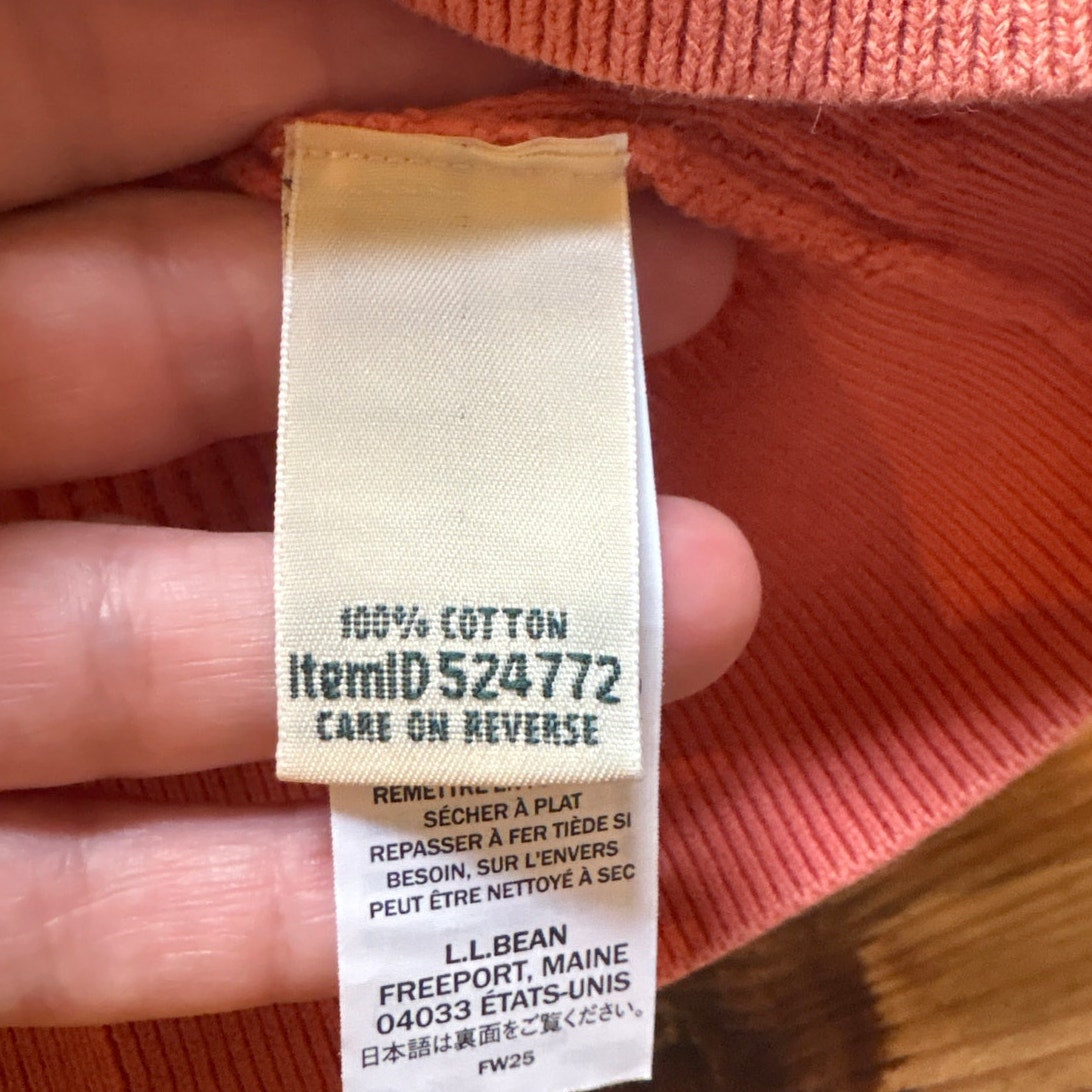 100% COTTON
ItemID 524772
CARE ON REVERSE
REMETTRE
SÉCHER À PLAT
REPASSER À FER TIÈDE SI
BESOIN, SUR L'ENVERS
PEUT ÊTRE NETTOYÉ À SEC
L.L.BEAN
FREEPORT, MAINE
04033 ÉTATS-UNIS
日本語は裏面をご覧ください。
FW25